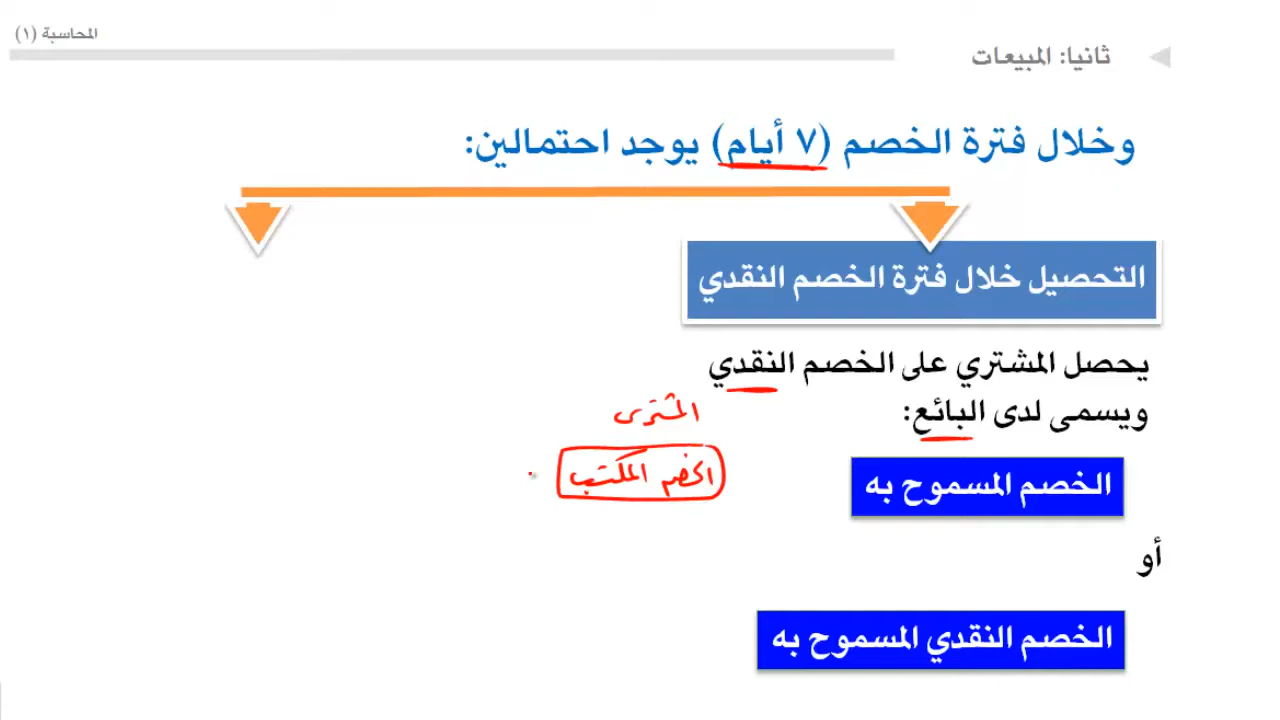 المحاسبة (١)
ثانيا: المبيعات
وخلال فترة الخصم (٧ أيام) يوجد احتمالين:
التحصيل خلال فترة الخصم النقدي
يحصل المشتري على الخصم النقدي
ويسمى لدى البائع:
المشترى
الخصم المسموح به
الخصم المكتسب
أو
الخصم النقدي المسموح به